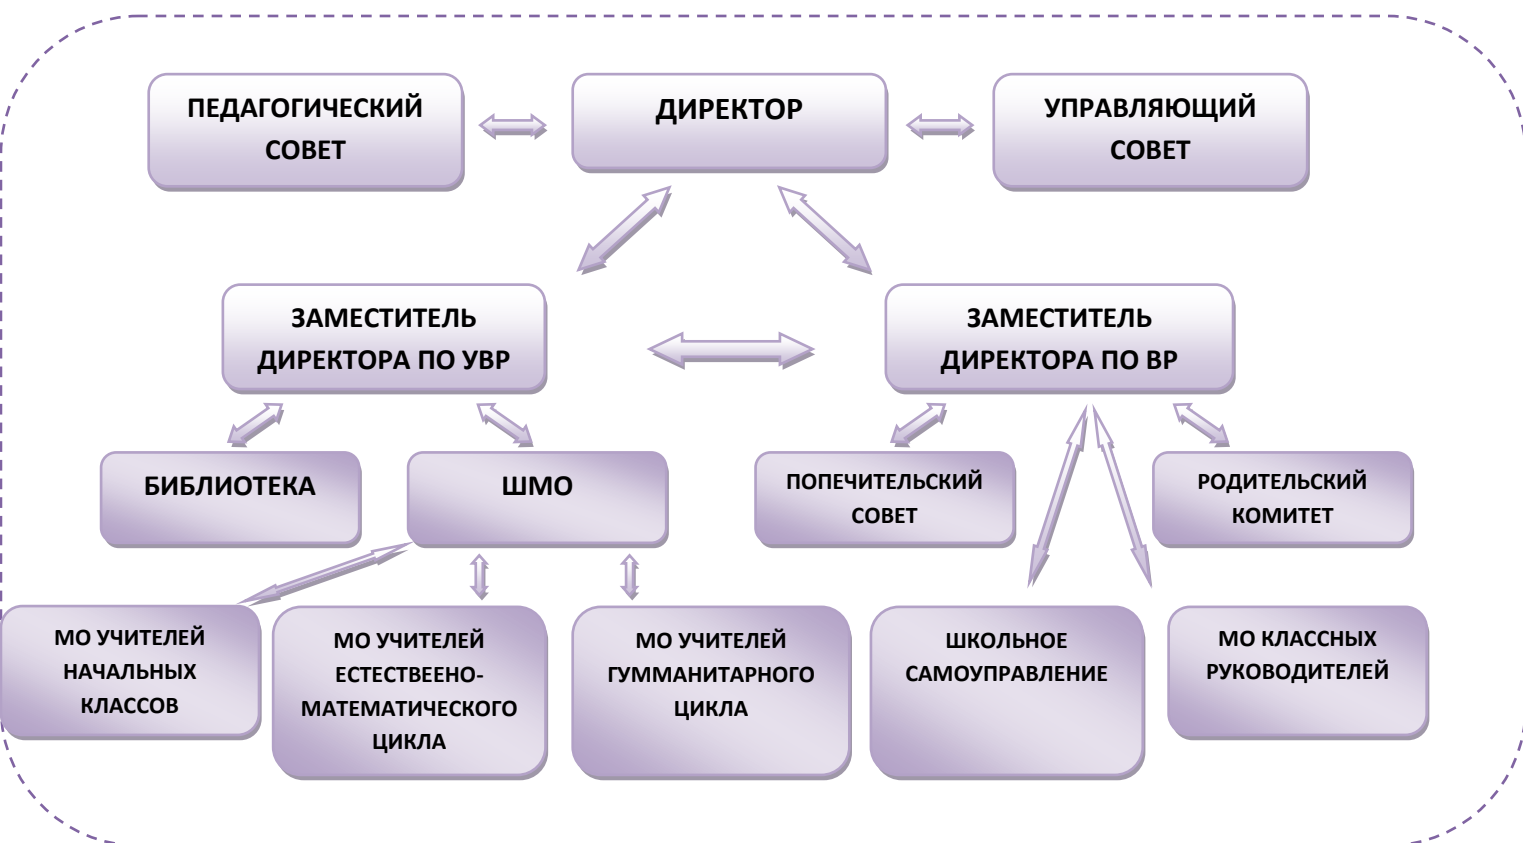 ПЕДАГОГИЧЕСКИЙ
СОВЕТ
ДИРЕКТОР
УПРАВЛЯЮЩИЙ
СОВЕТ
ЗАМЕСТИТЕЛЬ
ДИРЕКТОРА ПО УВР
ЗАМЕСТИТЕЛЬ
ДИРЕКТОРА ПО ВР
БИБЛИОТЕКА
ШМО
ПОПЕЧИТЕЛЬСКИЙ
СОВЕТ
РОДИТЕЛЬСКИЙ
КОМИТЕТ
МО УЧИТЕЛЕЙ
НАЧАЛЬНЫХ
КЛАССОВ
МО УЧИТЕЛЕЙ
ЕСТЕСТВЕЕНО-
МАТЕМАТИЧЕСКОГО
ЦИКЛА
МО УЧИТЕЛЕЙ
ГУММАНИТАРНОГО
ЦИКЛА
ШКОЛЬНОЕ
САМОУПРАВЛЕНИЕ
МО КЛАССНЫХ
РУКОВОДИТЕЛЕЙ